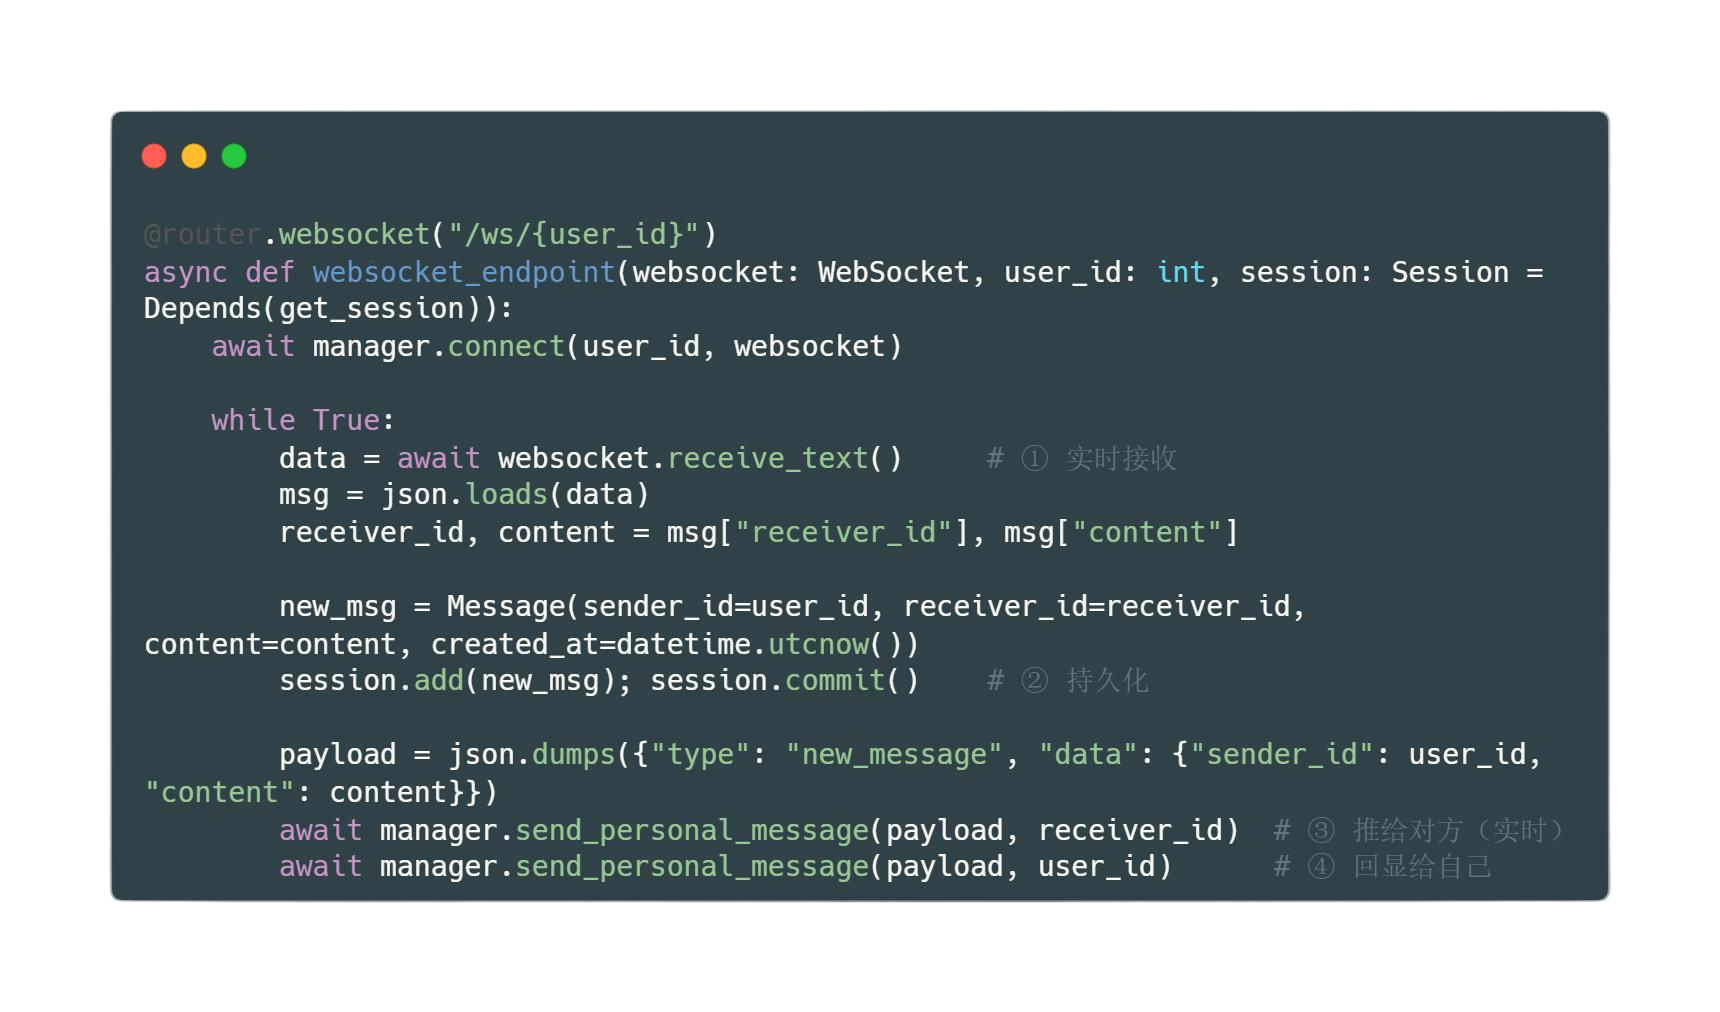 @router.websocket("/ws/{user_id}")
async def websocket_endpoint(websocket: WebSocket, user_id: int, session: Session =
Depends(get_session)):
    await manager.connect(user_id, websocket)

    while True:
        data = await websocket.receive_text()     # ① 实时接收
        msg = json.loads(data)
        receiver_id, content = msg["receiver_id"], msg["content"]

        new_msg = Message(sender_id=user_id, receiver_id=receiver_id,
content=content, created_at=datetime.utcnow())
        session.add(new_msg); session.commit()    # ② 持久化

        payload = json.dumps({"type": "new_message", "data": {"sender_id": user_id,
"content": content}})
        await manager.send_personal_message(payload, receiver_id)  # ③ 推给对方（实时）
        await manager.send_personal_message(payload, user_id)      # ④ 回显给自己